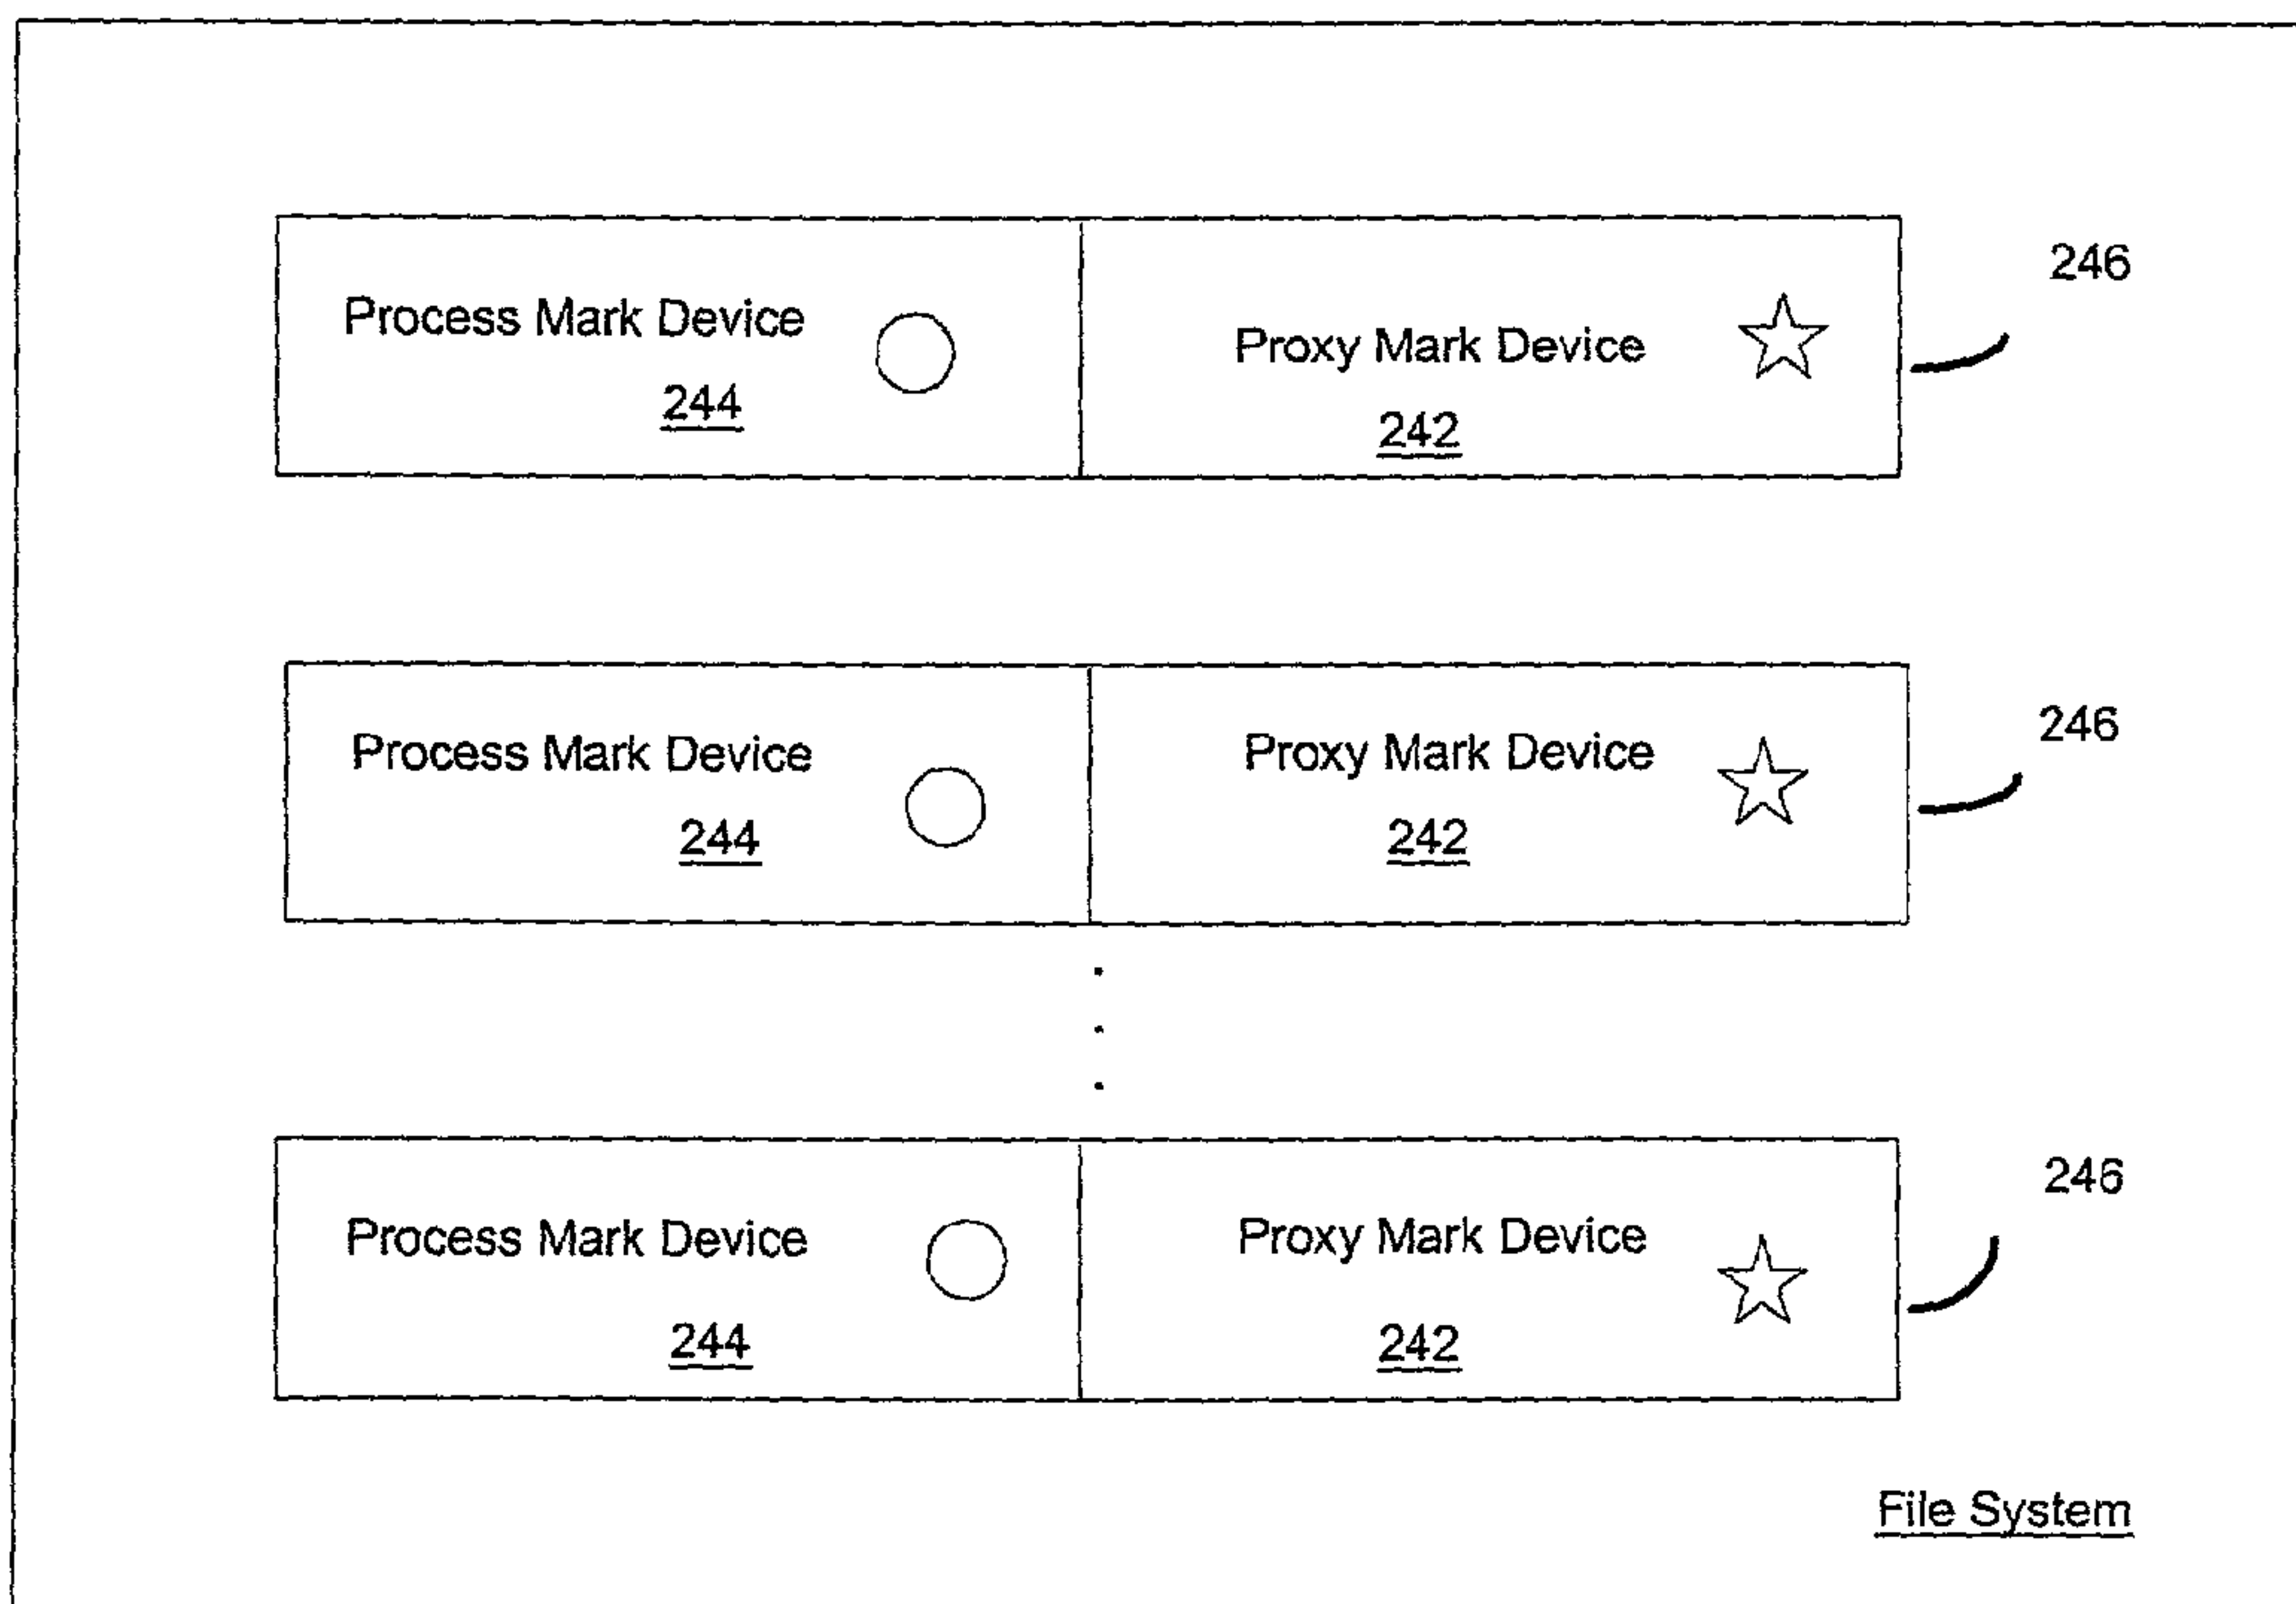 246
Process Mark Device
Proxy Mark Device
244
242
246
Process Mark Device
Proxy Mark Device
244
242
246
Process Mark Device
Proxy Mark Device
244
242
File System